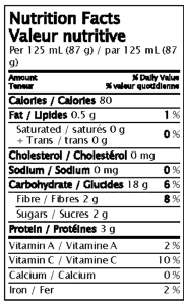 Nutrition Facts
Valeur nutritive
Per 125 mL (87 g) / par 125 mL (87
g)
Amount % Daily Value
Teneur % valeur quotidienne
Calories / Calories 80
Fat / Lipides 0.5 g 1 %
Saturated / saturés 0 g
+ Trans / trans 0 g 0 %
Cholesterol / Cholestérol 0 mg
Sodium / Sodium 0 mg 0 %
Carbohydrate / Glucides 18 g 6 %
Fibre / Fibres 2 g 8 %
Sugars / Sucres 2 g
Protein / Protéines 3 g
Vitamin A / Vitamine A 2 %
Vitamin C / Vitamine C 10 %
Calcium / Calcium 0 %
Iron / Fer 2 %